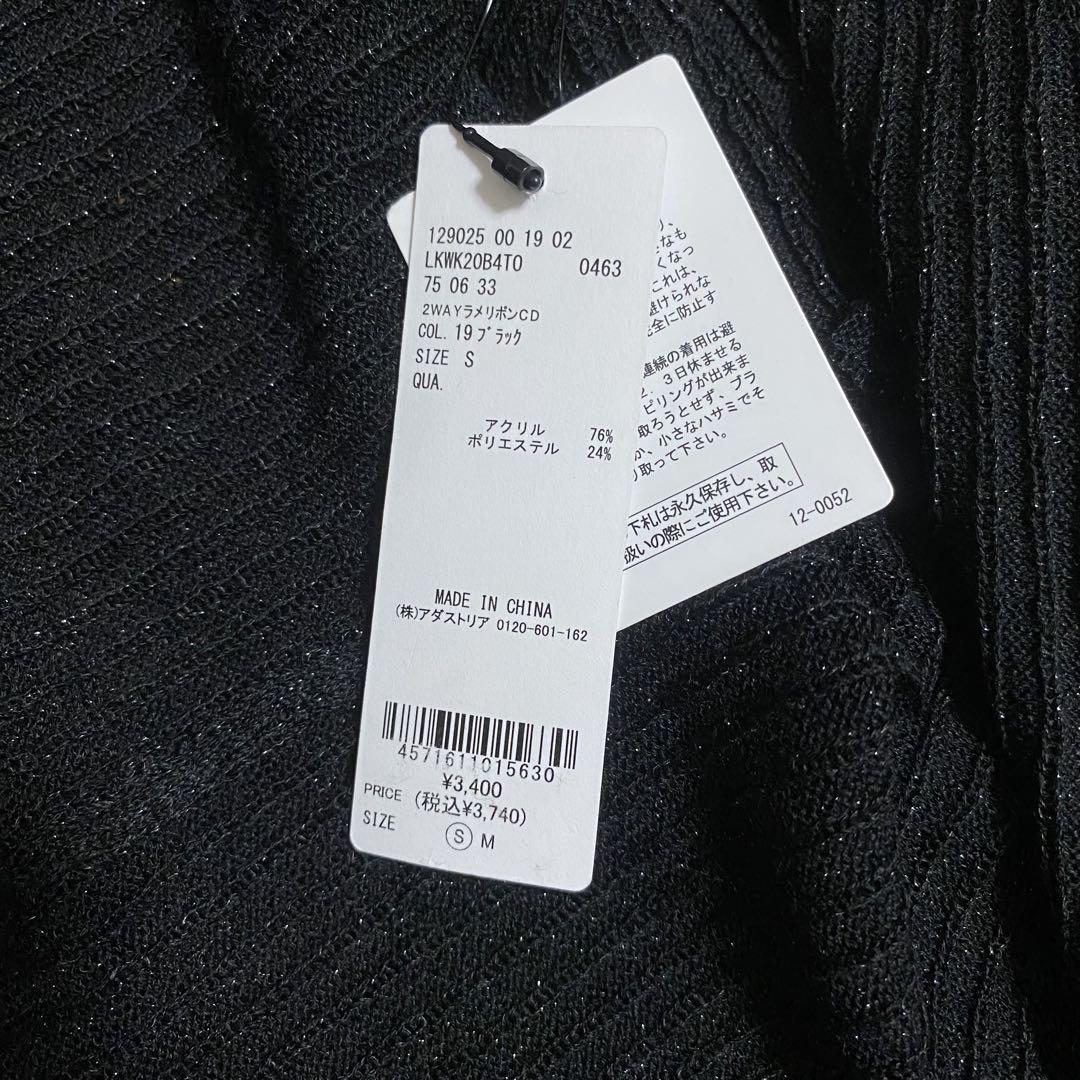 129025 00 19 02
LKWK20B4T0 0463
75 06 33
2WAYラメリボンCD
COL. 19 ブラック
SIZE S
QUA.
アクリル 76%
ポリエステル 24%
MADE IN CHINA
(株)アダストリア 0120-601-162
4571611015630
PRICE ¥3,400
(税込¥3,740)
SIZE S M
なも
くなっ
これは、
避けられな
完全に防止す
連続の着用は避
2、3日休ませる
ピリングが出来ま
取ろうとせず、ブラ
か、小さなハサミでそ
取って下さい。
下札は永久保存し、取
扱いの際にご使用下さい。
12-0052